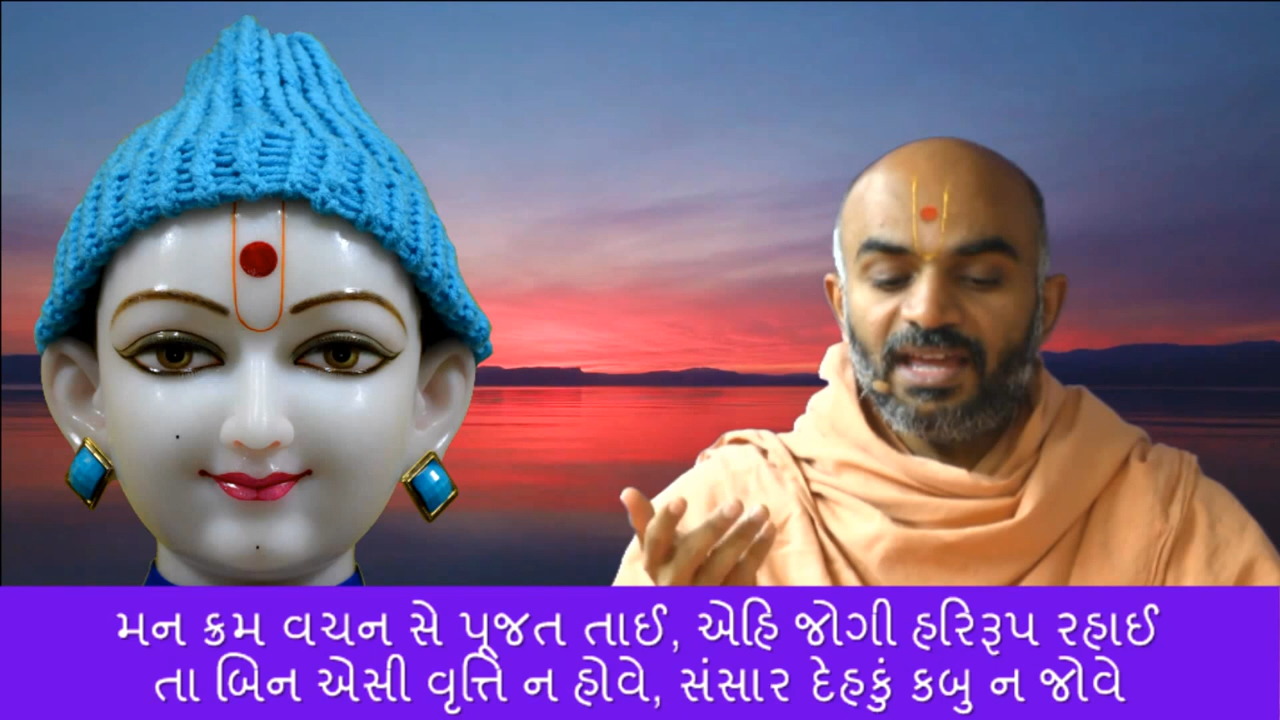 મન ક્રમ વચન સે પૂજત તાઈ, એહિ જોગી હરિરૂપ રહાઈ
તા બિન એસી વૃત્તિ ન હોવે, સંસાર દેહકું કબુ ન જોવે